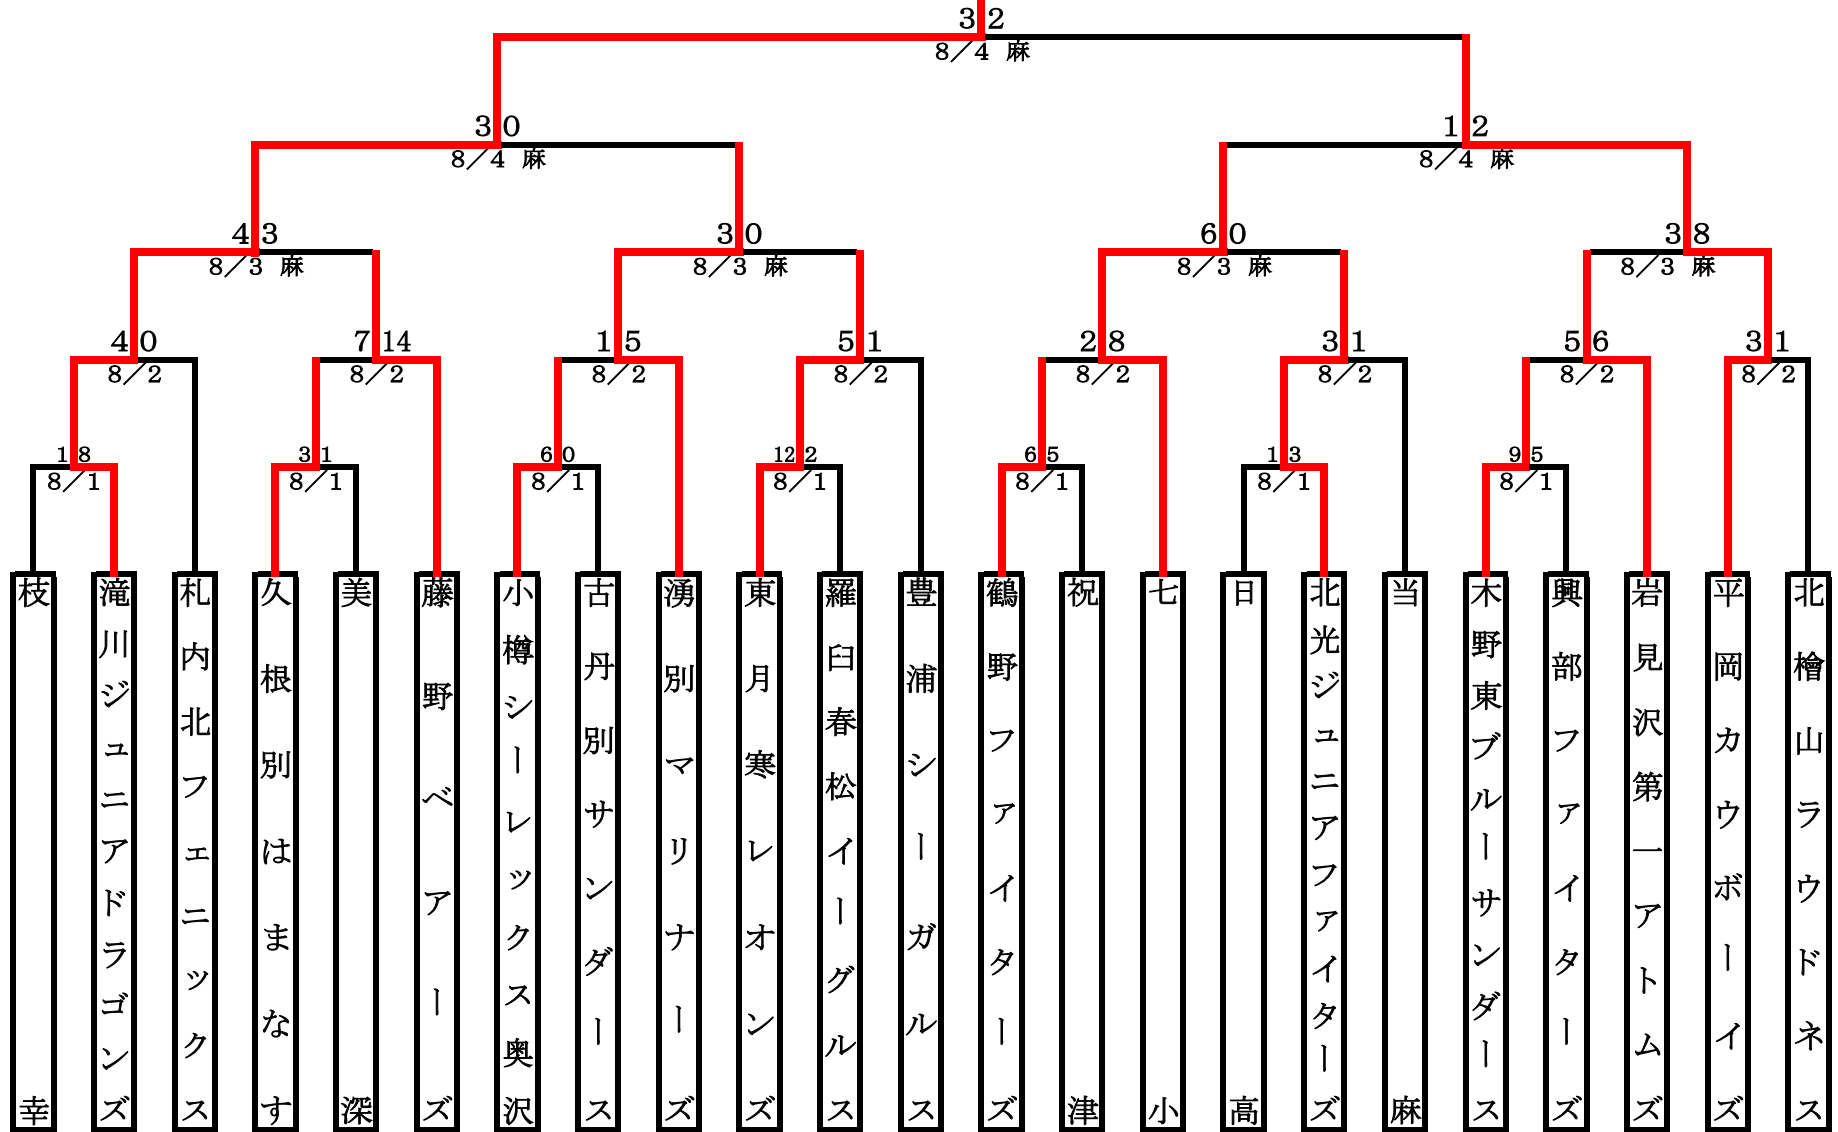 3 2
8/4 麻
3 0
8/4 麻
1 2
8/4 麻
4 3
8/3 麻
3 0
8/3 麻
6 0
8/3 麻
3 8
8/3 麻
4 0
8/2
7 14
8/2
1 5
8/2
5 1
8/2
2 8
8/2
3 1
8/2
5 6
8/2
3 1
8/2
1 8
8/1
3 1
8/1
6 0
8/1
12 2
8/1
6 5
8/1
1 3
8/1
9 5
8/1
枝幸
滝川ジュニアドラゴンズ
札内北フェニックス
久根別はまなす
美深
藤野ベアーズ
小樽シーレックス奥沢
古丹別サンダース
湧別マリナーズ
東月寒レオンズ
羅臼春松イーグルス
豊浦シーガルス
鶴野ファイターズ
祝津
七小
日高
北光ジュニアファイターズ
当麻
木野東ブルーサンダース
興部ファイターズ
岩見沢第一アトムズ
平岡カウボーイズ
北檜山ラウドネス